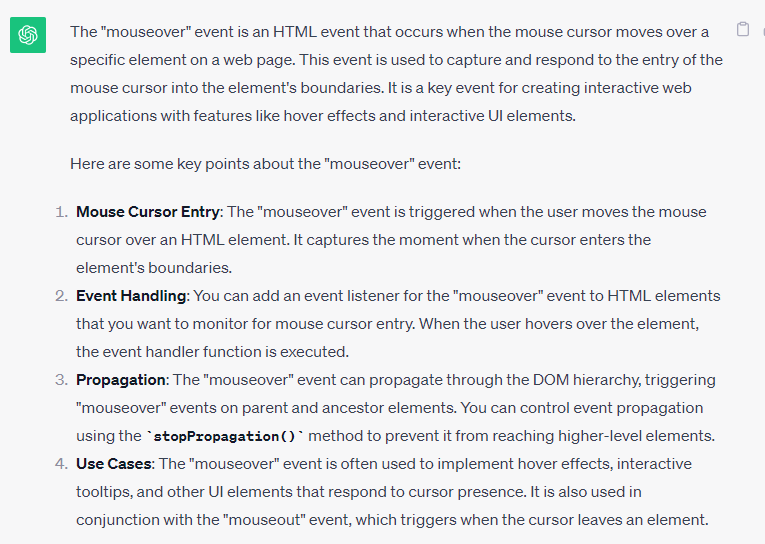 The "mouseover" event is an HTML event that occurs when the mouse cursor moves over a
specific element on a web page. This event is used to capture and respond to the entry of the
mouse cursor into the element's boundaries. It is a key event for creating interactive web
applications with features like hover effects and interactive UI elements.
Here are some key points about the "mouseover" event:
1. Mouse Cursor Entry: The "mouseover" event is triggered when the user moves the mouse
cursor over an HTML element. It captures the moment when the cursor enters the
element's boundaries.
2. Event Handling: You can add an event listener for the "mouseover" event to HTML elements
that you want to monitor for mouse cursor entry. When the user hovers over the element,
the event handler function is executed.
3. Propagation: The "mouseover" event can propagate through the DOM hierarchy, triggering
"mouseover" events on parent and ancestor elements. You can control event propagation
using the `stopPropagation()` method to prevent it from reaching higher-level elements.
4. Use Cases: The "mouseover" event is often used to implement hover effects, interactive
tooltips, and other UI elements that respond to cursor presence. It is also used in
conjunction with the "mouseout" event, which triggers when the cursor leaves an element.